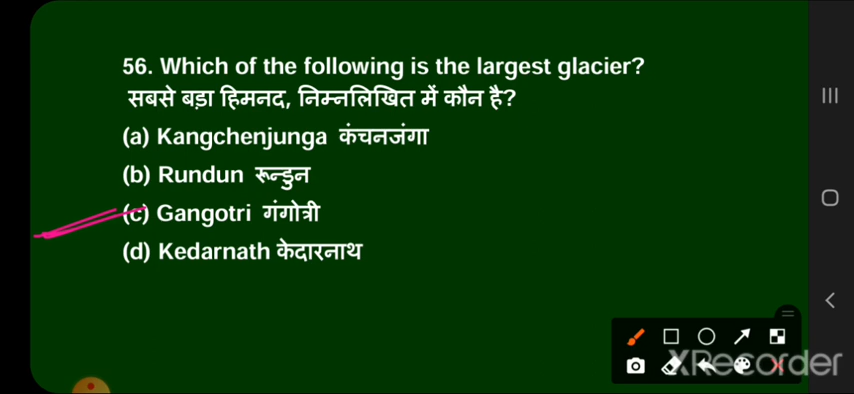 56. Which of the following is the largest glacier?
सबसे बड़ा हिमनद, निम्नलिखित में कौन है?
(a) Kangchenjunga कंचनजंगा
(b) Rundun रून्डुन
(c) Gangotri गंगोत्री
(d) Kedarnath केदारनाथ
XRecorder